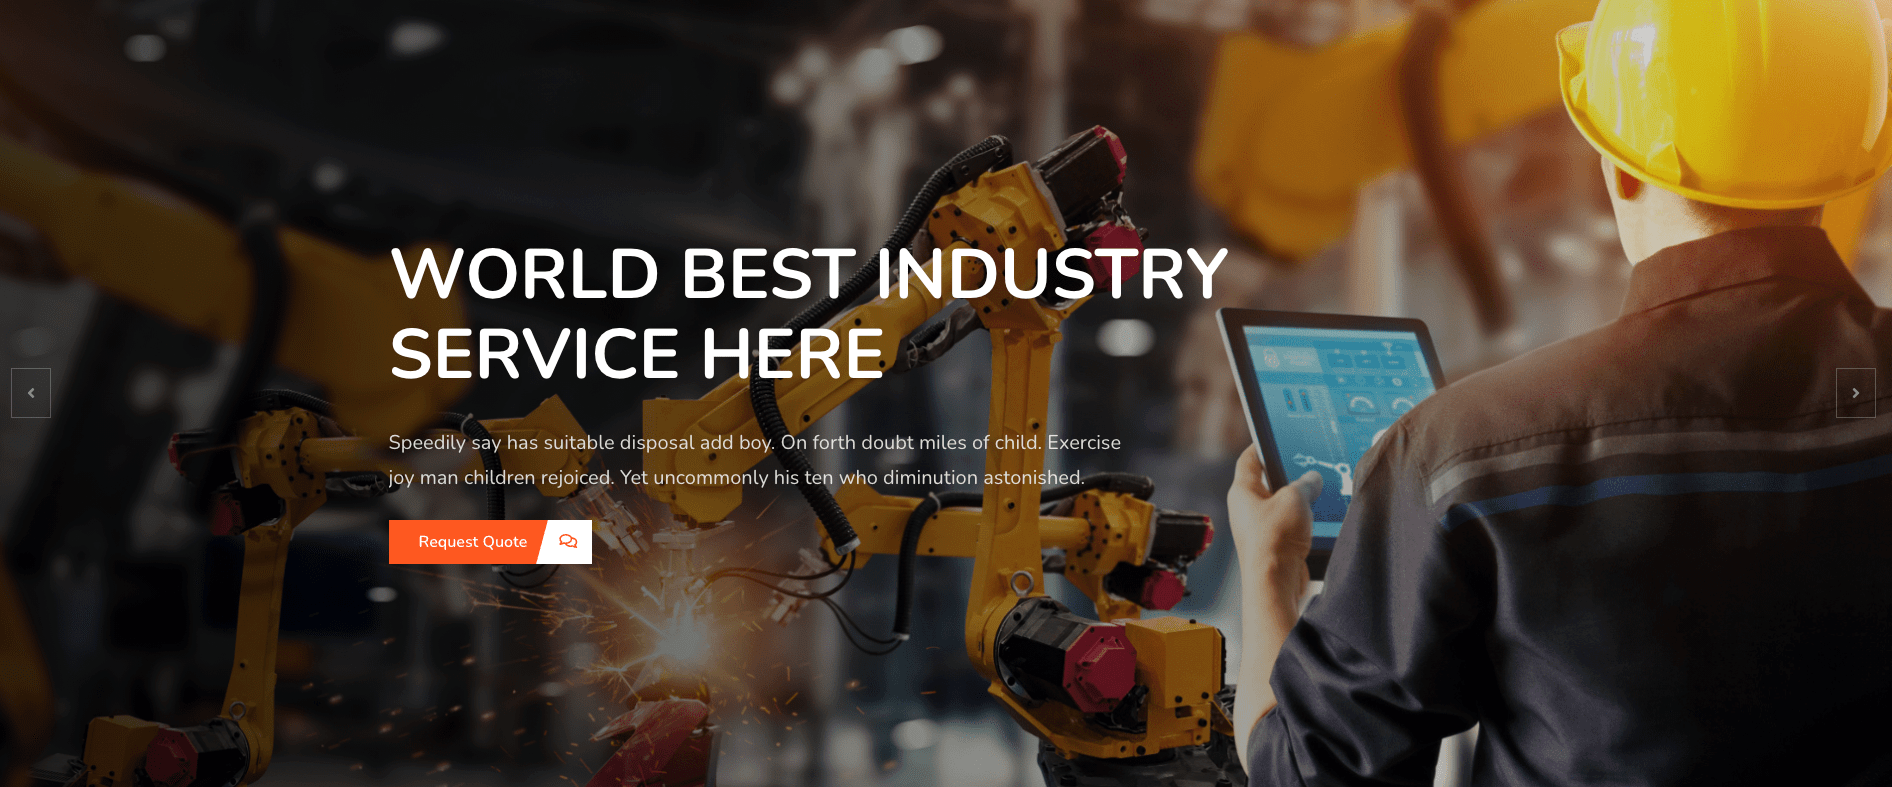 WORLD BEST INDUSTRY
SERVICE HERE
Speedily say has suitable disposal add boy. On forth doubt miles of child. Exercise
joy man children rejoiced. Yet uncommonly his ten who diminution astonished.
Request Quote